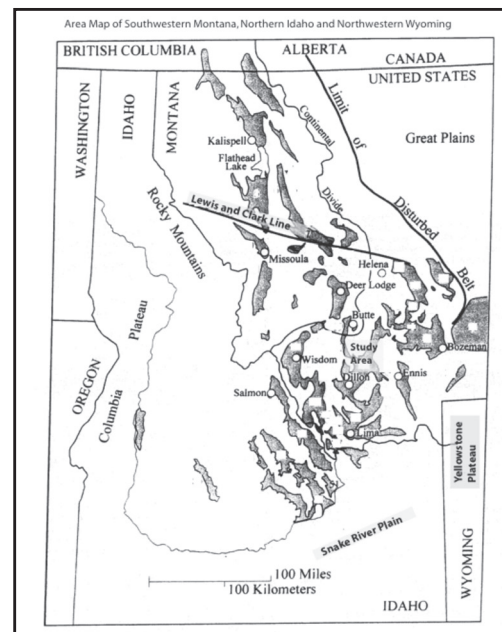 Area Map of Southwestern Montana, Northern Idaho and Northwestern Wyoming
BRITISH COLUMBIA
ALBERTA
CANADA
UNITED STATES
WASHINGTON
IDAHO
MONTANA
Continental
Divide
Limit
of
Disturbed
Belt
Great Plains
Kalispell
Flathead
Lake
Lewis and Clark Line
Rocky Mountains
Missoula
Helena
Deer Lodge
Butte
Study
Area
Bozeman
Wisdom
Dillon
Ennis
Salmon
Lima
OREGON
Columbia
Plateau
Yellowstone
Plateau
Snake River Plain
WYOMING
100 Miles
100 Kilometers
IDAHO